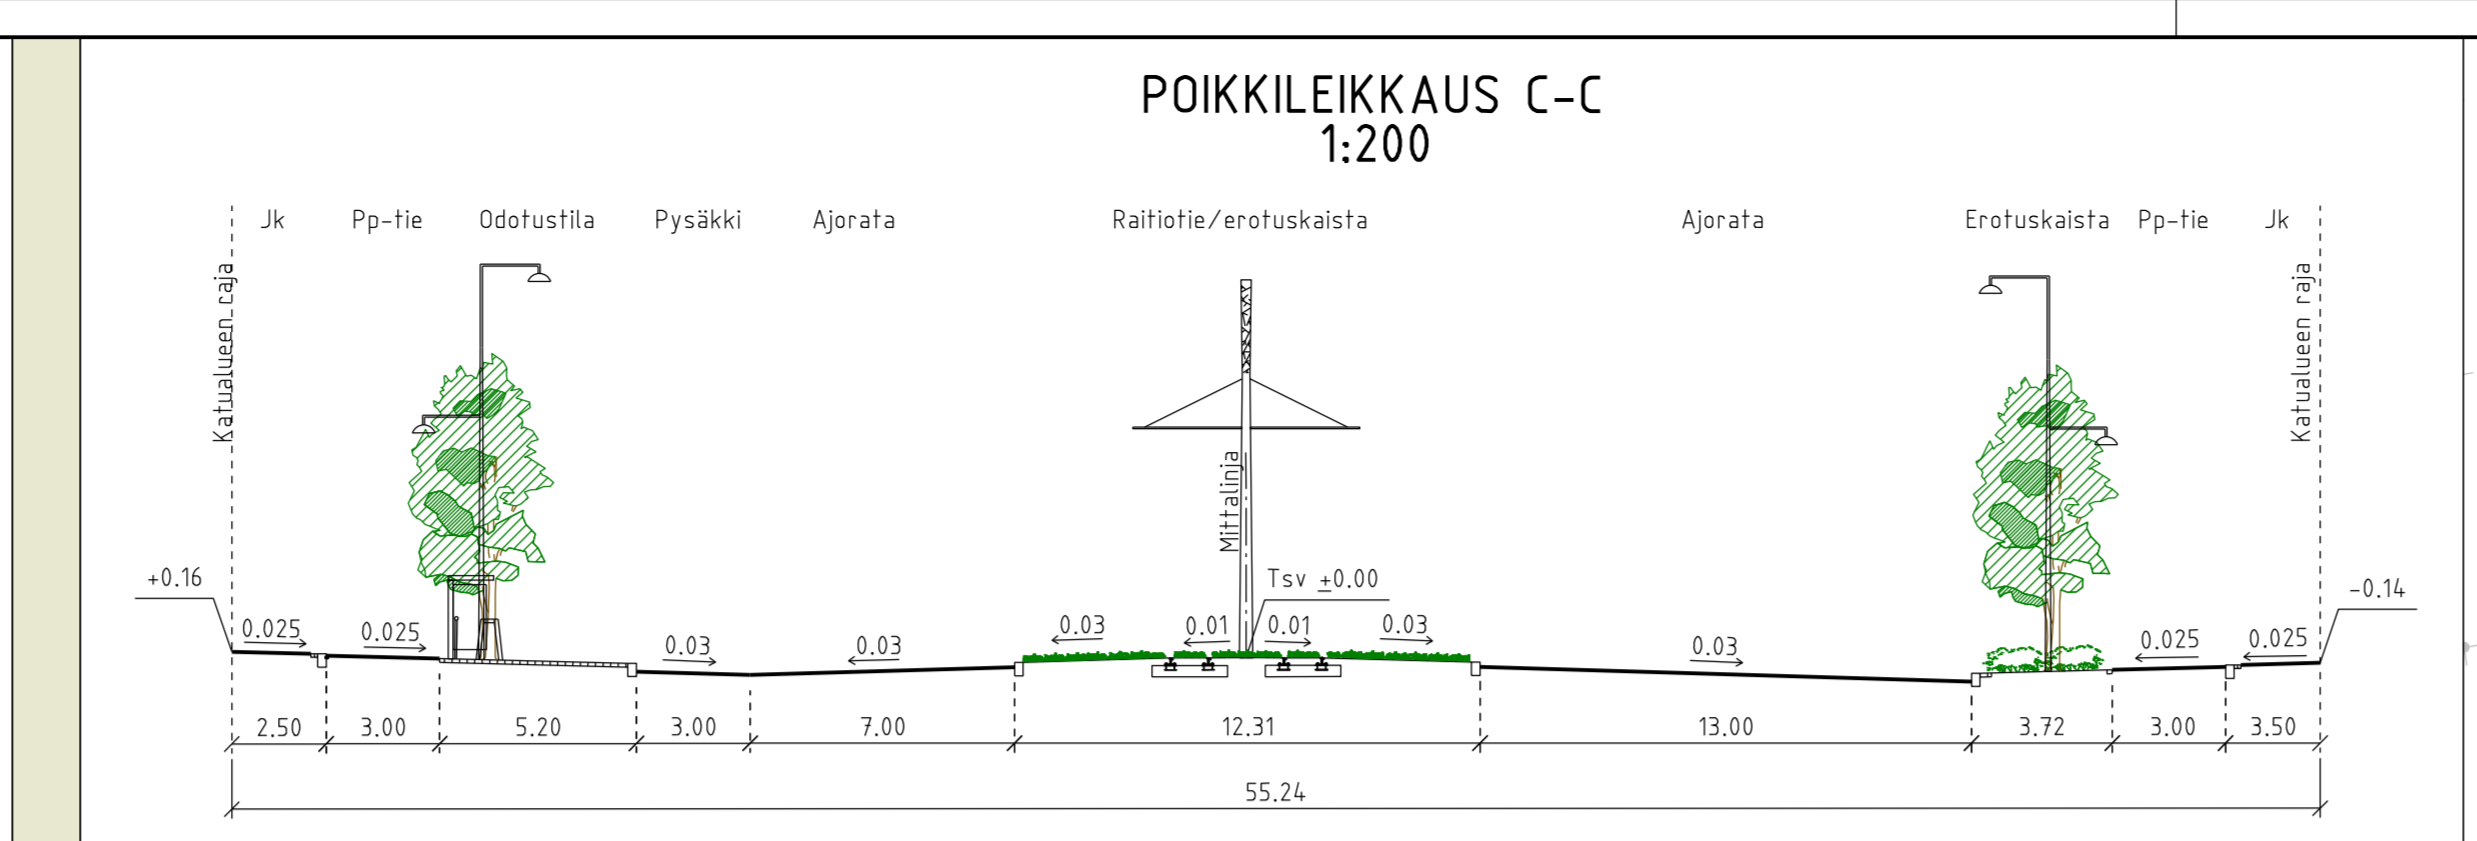 POIKKILEIKKAUS C-C
1:200
Jk Pp-tie Odotustila Pysäkki Ajorata Raitiotie/erotuskaista Ajorata Erotuskaista Pp-tie Jk
Katualueen raja
Mittalinja
Katualueen raja
+0.16
Tsv ±0.00
-0.14
0.025 0.025 0.03 0.03 0.03 0.01 0.01 0.03 0.03 0.025 0.025
2.50 3.00 5.20 3.00 7.00 12.31 13.00 3.72 3.00 3.50
55.24